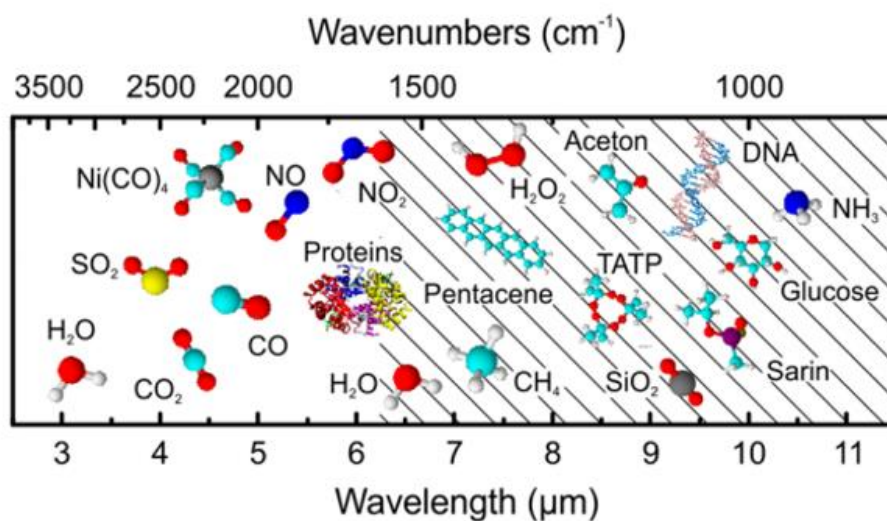 Wavenumbers (cm⁻¹)
3500 2500 2000 1500 1000
Ni(CO)₄
NO
NO₂
H₂O₂
Aceton
DNA
NH₃
SO₂
Proteins
Pentacene
TATP
Glucose
H₂O
CO₂
CO
H₂O
CH₄
SiO₂
Sarin
3 4 5 6 7 8 9 10 11
Wavelength (µm)